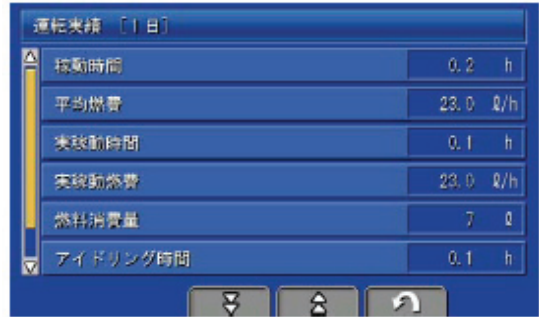 運転実績 [1日]
稼動時間 0.2 h
平均燃費 23.0 ℓ/h
実稼動時間 0.1 h
実稼動燃費 23.0 ℓ/h
燃料消費量 7 ℓ
アイドリング時間 0.1 h